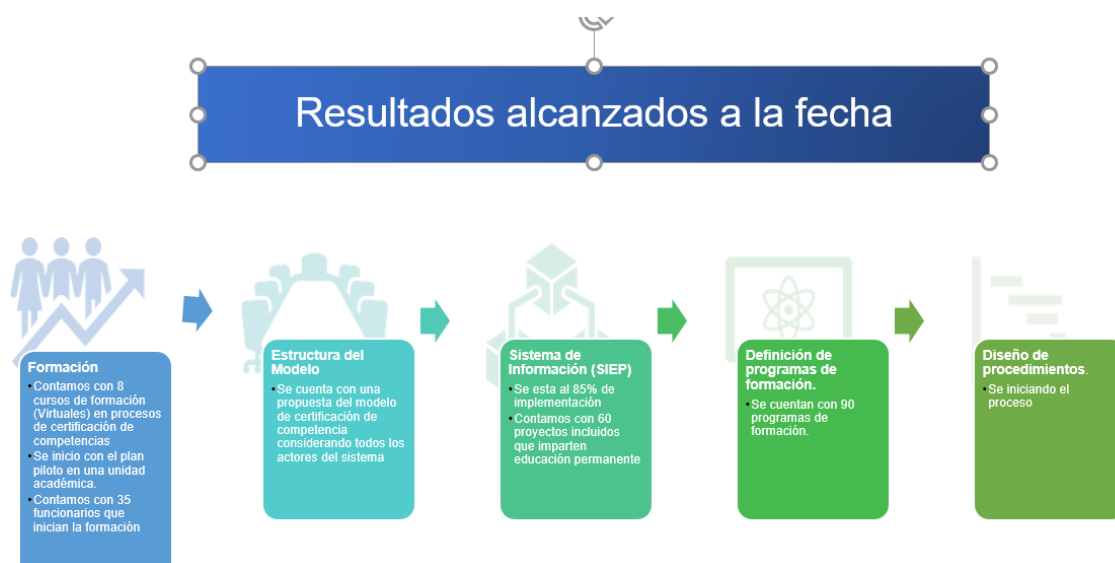 Resultados alcanzados a la fecha
Formación
•Contamos con 8
cursos de formación
(Virtuales) en procesos
de certificación de
competencias
•Se inicio con el plan
piloto en una unidad
académica.
•Contamos con 35
funcionarios que
inician la formación
Estructura del
Modelo
•Se cuenta con una
propuesta del modelo
de certificación de
competencia
considerando todos los
actores del sistema
Sistema de
Información (SIEP)
•Se esta al 85% de
implementación
•Contamos con 60
proyectos incluidos
que imparten
educación permanente
Definición de
programas de
formación.
•Se cuentan con 90
programas de
formación.
Diseño de
procedimientos.
•Se iniciando el
proceso